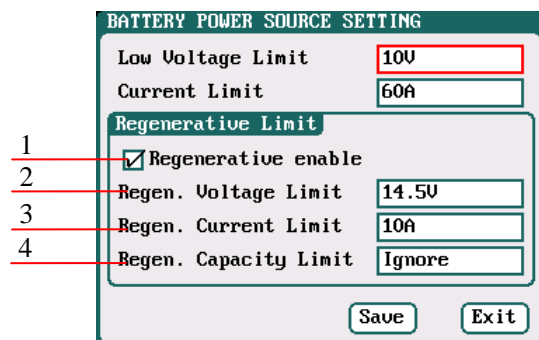 BATTERY POWER SOURCE SETTING
Low Voltage Limit 10V
Current Limit 60A
Regenerative Limit
1 Regenerative enable
2 Regen. Voltage Limit 14.5V
3 Regen. Current Limit 10A
4 Regen. Capacity Limit Ignore
Save Exit